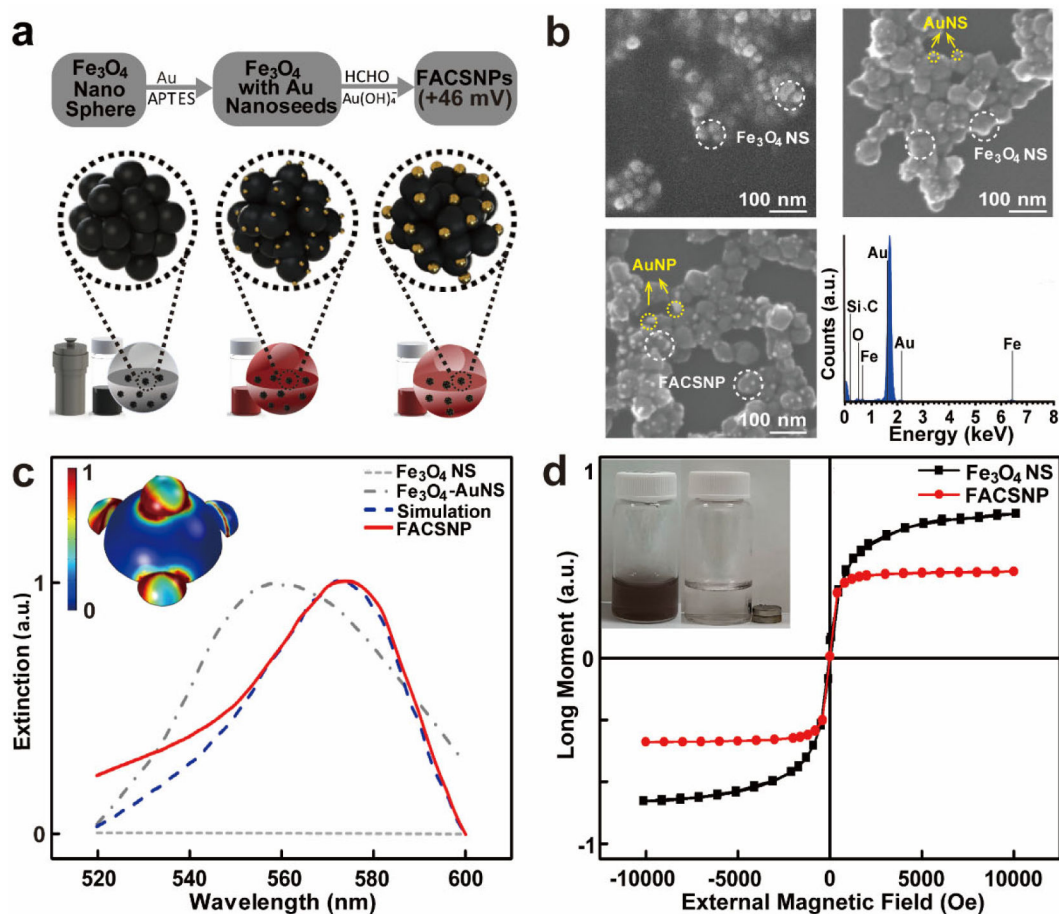 a
Fe₃O₄
Nano
Sphere
Au
APTES
Fe₃O₄
with Au
Nanoseeds
HCHO
Au(OH)₄⁻
FACSNPs
(+46 mV)
b
Fe₃O₄ NS
100 nm
AuNS
Fe₃O₄ NS
100 nm
AuNP
FACSNP
100 nm
Counts (a.u.)
Au
Si、C
O
Fe
Au
Fe
0 1 2 3 4 5 6 7 8
Energy (keV)
c
1
0
Fe₃O₄ NS
Fe₃O₄-AuNS
Simulation
FACSNP
Extinction (a.u.)
1
0
520 540 560 580 600
Wavelength (nm)
d
Fe₃O₄ NS
FACSNP
Long Moment (a.u.)
1
0
-1
-10000 -5000 0 5000 10000
External Magnetic Field (Oe)